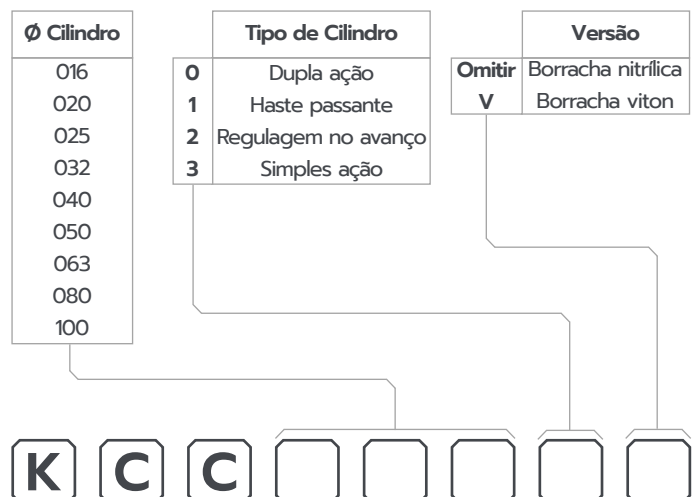 Ø Cilindro
016
020
025
032
040
050
063
080
100
Tipo de Cilindro
0 Dupla ação
1 Haste passante
2 Regulagem no avanço
3 Simples ação
Versão
Omitir Borracha nitrílica
V Borracha viton
K C C